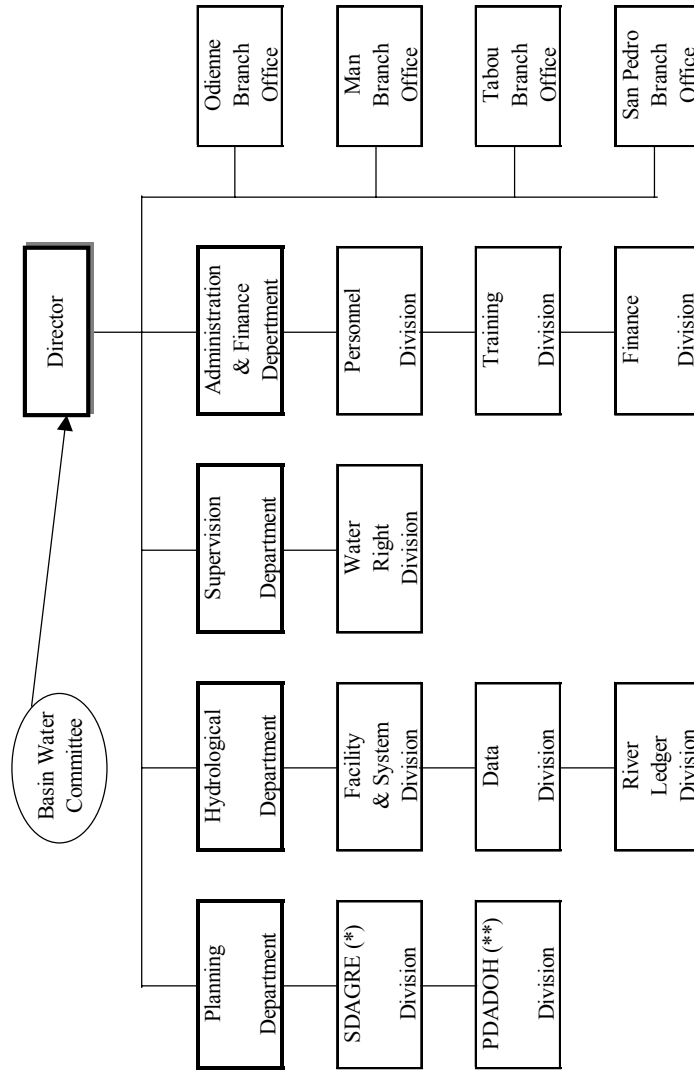 Basin Water
Committee
Director
Planning
Department
SDAGRE (*)
Division
PDADOH (**)
Division
Hydrological
Department
Facility
& System
Division
Data
Division
River
Ledger
Division
Supervision
Department
Water
Right
Division
Administration
& Finance
Depertment
Personnel
Division
Training
Division
Finance
Division
Odienne
Branch
Office
Man
Branch
Office
Tabou
Branch
Office
San Pedro
Branch
Office